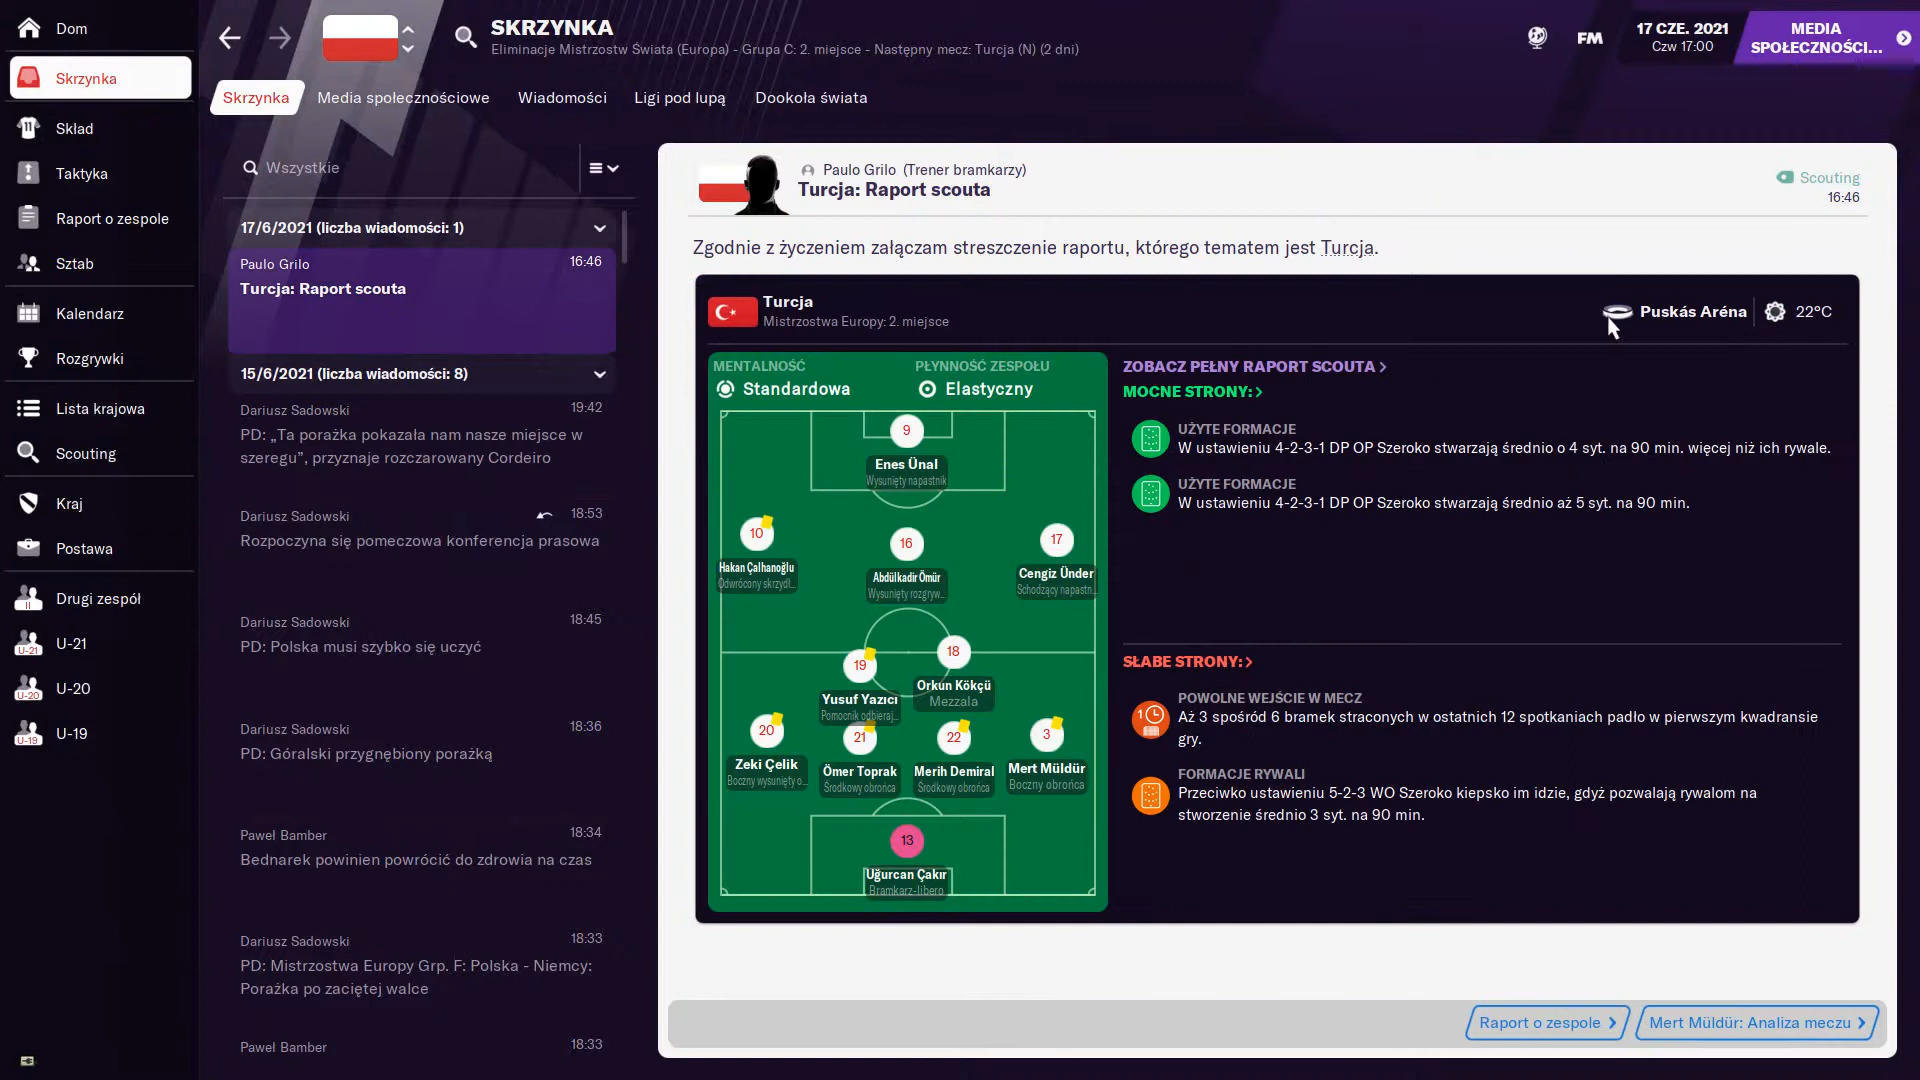 Dom
Skrzynka
Skład
Taktyka
Raport o zespole
Sztab
Kalendarz
Rozgrywki
Lista krajowa
Scouting
Kraj
Postawa
Drugi zespół
II
U-21
U-21
U-20
U-20
U-19
U-19
SKRZYNKA
Eliminacje Mistrzostw Świata (Europa) - Grupa C: 2. miejsce - Następny mecz: Turcja (N) (2 dni)
FM
17 CZE. 2021
Czw 17:00
MEDIA
SPOŁECZNOŚCI...
Skrzynka
Media społecznościowe
Wiadomości
Ligi pod lupą
Dookoła świata
Wszystkie
17/6/2021 (liczba wiadomości: 1)
Paulo Grilo 16:46
Turcja: Raport scouta
15/6/2021 (liczba wiadomości: 8)
Dariusz Sadowski 19:42
PD: „Ta porażka pokazała nam nasze miejsce w
szeregu”, przyznaje rozczarowany Cordeiro
Dariusz Sadowski 18:53
Rozpoczyna się pomeczowa konferencja prasowa
Dariusz Sadowski 18:45
PD: Polska musi szybko się uczyć
Dariusz Sadowski 18:36
PD: Góralski przygnębiony porażką
Paweł Bamber 18:34
Bednarek powinien powrócić do zdrowia na czas
Dariusz Sadowski 18:33
PD: Mistrzostwa Europy Grp. F: Polska - Niemcy:
Porażka po zaciętej walce
Paweł Bamber 18:33
Paulo Grilo (Trener bramkarzy)
Turcja: Raport scouta
Scouting
16:46
Zgodnie z życzeniem załączam streszczenie raportu, którego tematem jest Turcja.
Turcja
Mistrzostwa Europy: 2. miejsce
Puskás Aréna
22°C
MENTALNOŚĆ
Standardowa
PŁYNNOŚĆ ZESPOŁU
Elastyczny
9
Enes Ünal
Wysunięty napastnik
10
Hakan Çalhanoğlu
Odwrócony skrzydł...
16
Abdülkadir Ömür
Wysunięty rozgryw...
17
Cengiz Ünder
Schodzący napastn...
19
Yusuf Yazıcı
Pomocnik odbieraj...
18
Orkun Kökçü
Mezzala
20
Zeki Çelik
Boczny wysunięty o...
21
Ömer Toprak
Środkowy obrońca
22
Merih Demiral
Środkowy obrońca
3
Mert Müldür
Boczny obrońca
13
Uğurcan Çakır
Bramkarz-libero
ZOBACZ PEŁNY RAPORT SCOUTA
MOCNE STRONY:
UŻYTE FORMACJE
W ustawieniu 4-2-3-1 DP OP Szeroko stwarzają średnio o 4 syt. na 90 min. więcej niż ich rywale.
UŻYTE FORMACJE
W ustawieniu 4-2-3-1 DP OP Szeroko stwarzają średnio aż 5 syt. na 90 min.
SŁABE STRONY:
POWOLNE WEJŚCIE W MECZ
Aż 3 spośród 6 bramek straconych w ostatnich 12 spotkaniach padło w pierwszym kwadransie
gry.
FORMACJE RYWALI
Przeciwko ustawieniu 5-2-3 WO Szeroko kiepsko im idzie, gdyż pozwalają rywalom na
stworzenie średnio 3 syt. na 90 min.
Raport o zespole
Mert Müldür: Analiza meczu